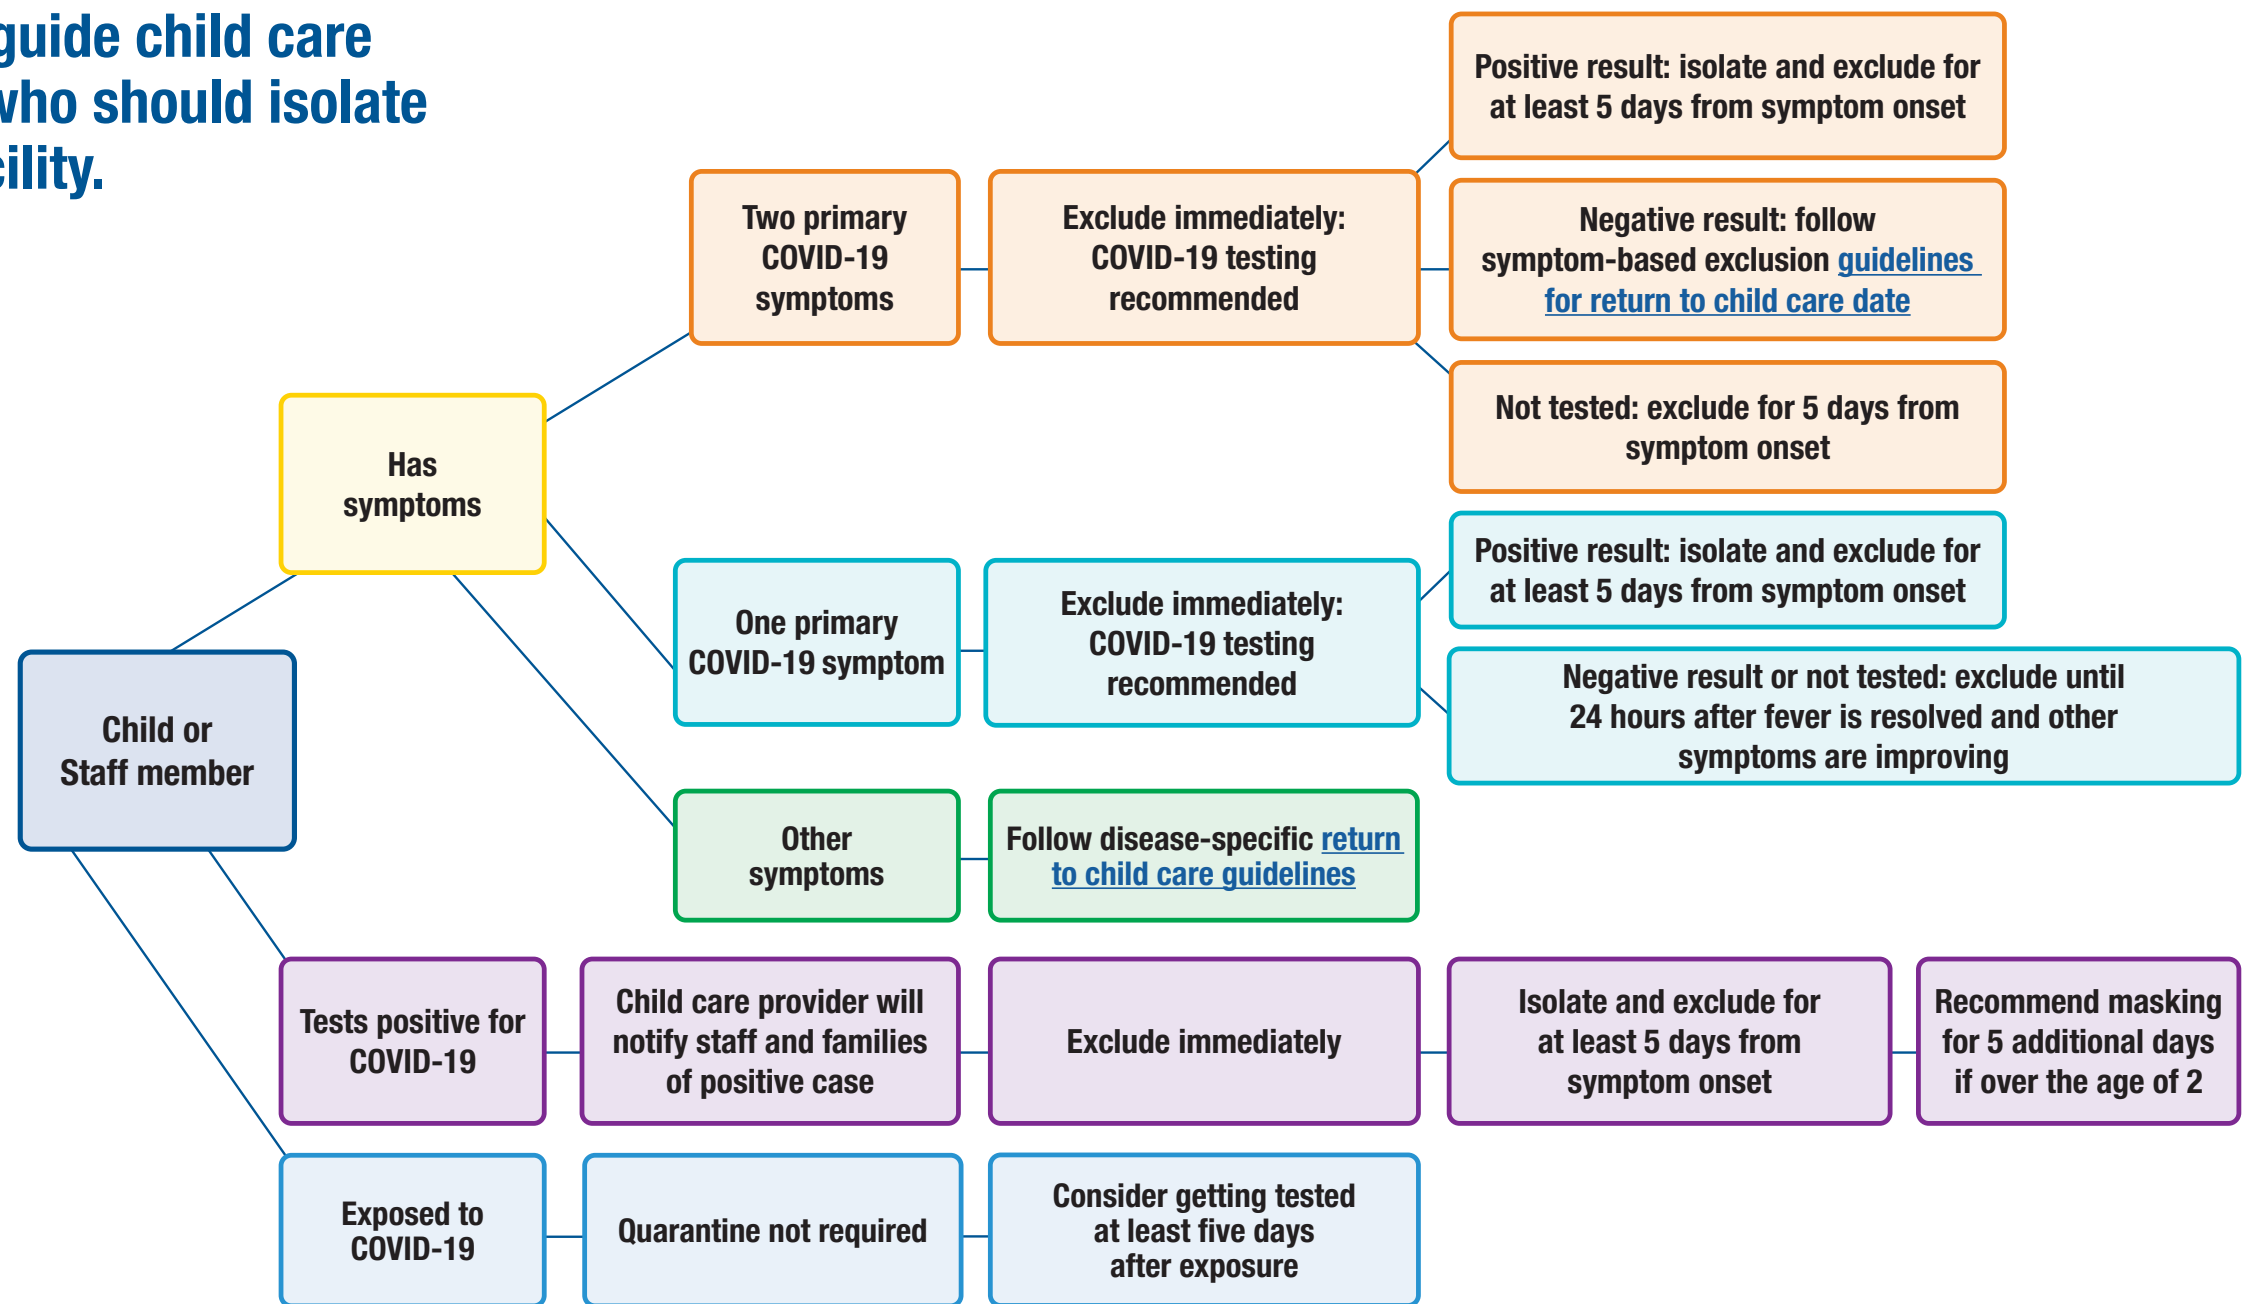 guide child care
who should isolate
cility.
Positive result: isolate and exclude for
at least 5 days from symptom onset
Two primary
COVID-19
symptoms
Exclude immediately:
COVID-19 testing
recommended
Negative result: follow
symptom-based exclusion guidelines
for return to child care date
Not tested: exclude for 5 days from
symptom onset
Has
symptoms
Positive result: isolate and exclude for
at least 5 days from symptom onset
One primary
COVID-19 symptom
Exclude immediately:
COVID-19 testing
recommended
Negative result or not tested: exclude until
24 hours after fever is resolved and other
symptoms are improving
Child or
Staff member
Other
symptoms
Follow disease-specific return
to child care guidelines
Tests positive for
COVID-19
Child care provider will
notify staff and families
of positive case
Exclude immediately
Isolate and exclude for
at least 5 days from
symptom onset
Recommend masking
for 5 additional days
if over the age of 2
Exposed to
COVID-19
Quarantine not required
Consider getting tested
at least five days
after exposure